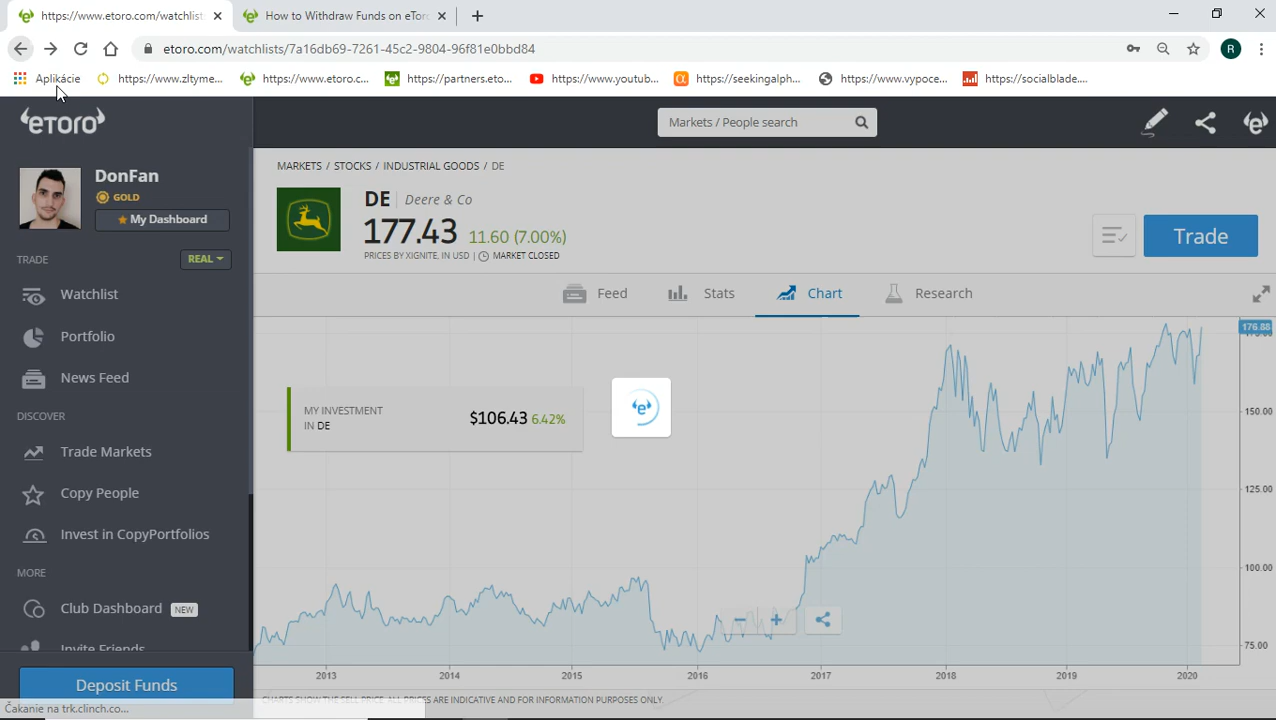 https://www.etoro.com/watchlist
How to Withdraw Funds on eToro
etoro.com/watchlists/7a16db69-7261-45c2-9804-96f81e0bbd84
R
Aplikácie
https://www.zltyme...
https://www.etoro.c...
https://partners.eto...
https://www.youtub...
https://seekingalph...
https://www.vypoce...
https://socialblade....
eToro
Markets / People search
DonFan
GOLD
My Dashboard
TRADE
REAL
Watchlist
Portfolio
News Feed
DISCOVER
Trade Markets
Copy People
Invest in CopyPortfolios
MORE
Club Dashboard NEW
Invite Friends
Deposit Funds
Čakanie na trk.clinch.co...
MARKETS / STOCKS / INDUSTRIAL GOODS / DE
DE Deere & Co
177.43 11.60 (7.00%)
PRICES BY XIGNITE, IN USD | MARKET CLOSED
Trade
Feed
Stats
Chart
Research
MY INVESTMENT
IN DE
$106.43 6.42%
176.88
150.00
125.00
100.00
75.00
2013
2014
2015
2016
2017
2018
2019
2020
CHARTS SHOW THE SELL PRICE. ALL PRICES ARE INDICATIVE AND FOR INFORMATION PURPOSES ONLY.